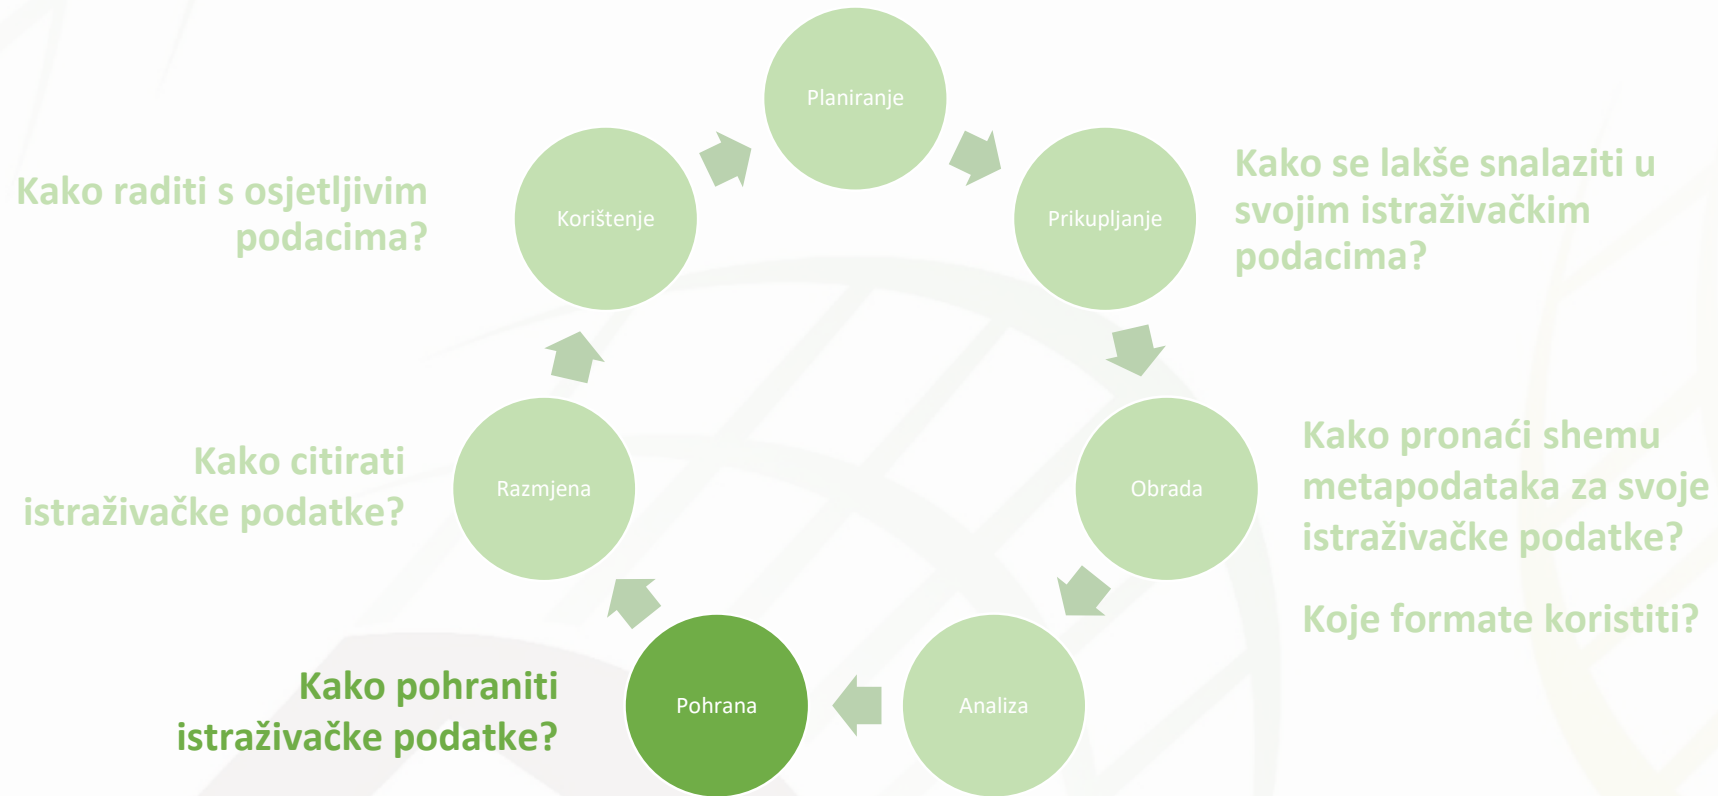 Planiranje
Kako raditi s osjetljivim
podacima?
Korištenje
Prikupljanje
Kako se lakše snalaziti u
svojim istraživačkim
podacima?
Kako citirati
istraživačke podatke?
Razmjena
Obrada
Kako pronaći shemu
metapodataka za svoje
istraživačke podatke?
Koje formate koristiti?
Kako pohraniti
istraživačke podatke?
Pohrana
Analiza